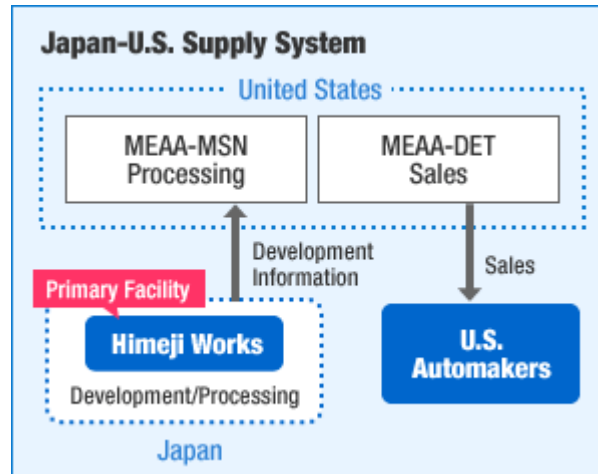 Japan-U.S. Supply System
United States
MEAA-MSN
Processing
MEAA-DET
Sales
Development
Information
Sales
Primary Facility
Himeji Works
Development/Processing
Japan
U.S.
Automakers